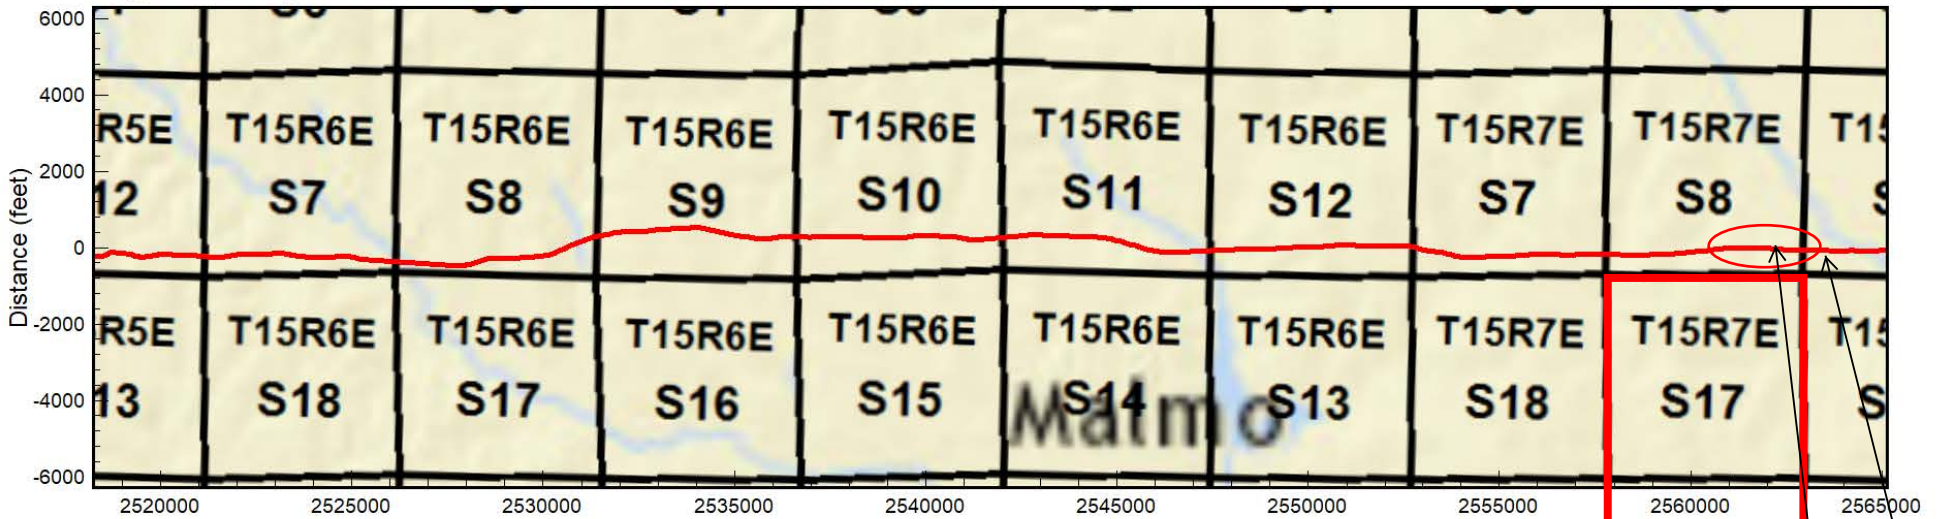 6000
4000
R5E T15R6E T15R6E T15R6E T15R6E T15R6E T15R6E T15R7E T15R7E T15
2000
12 S7 S8 S9 S10 S11 S12 S7 S8 S
0
Distance (feet)
-2000
R5E T15R6E T15R6E T15R6E T15R6E T15R6E T15R6E T15R7E T15R7E T15
-4000
13 S18 S17 S16 S15 S14 S13 S18 S17 S
Malmo
-6000
2520000 2525000 2530000 2535000 2540000 2545000 2550000 2555000 2560000 2565000